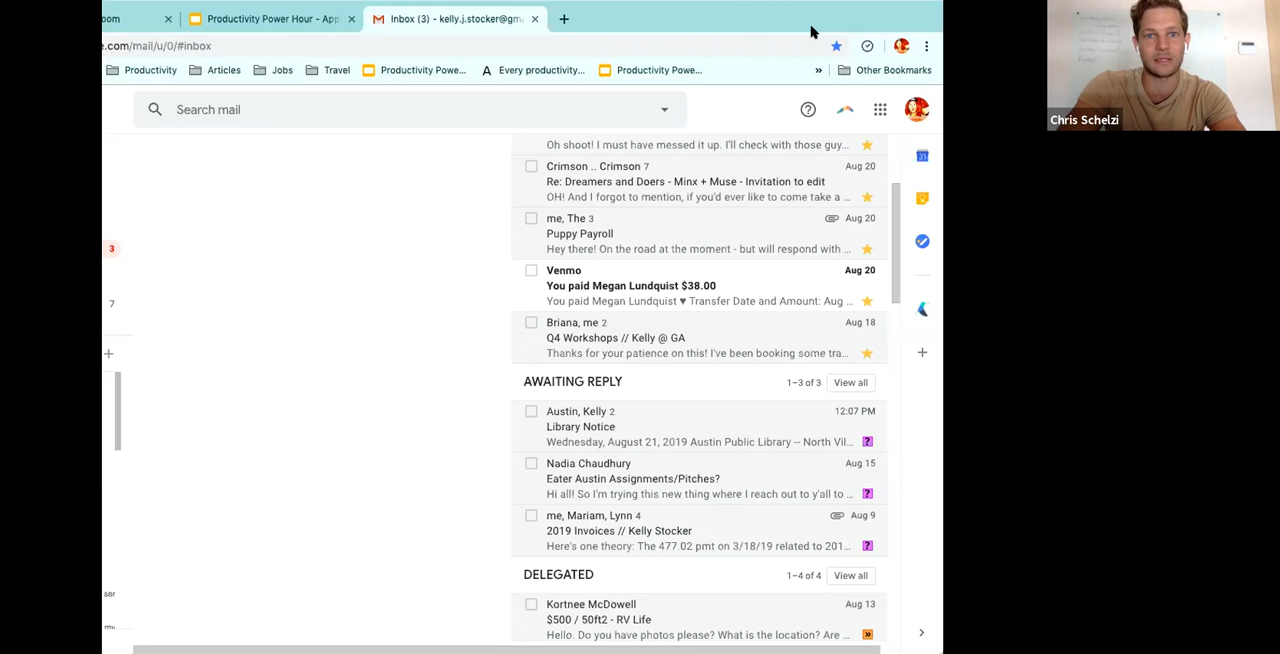 oom
Productivity Power Hour - App
Inbox (3) - kelly.j.stocker@gm
e.com/mail/u/0/#inbox
Productivity
Articles
Jobs
Travel
Productivity Powe...
A Every productivity...
Productivity Powe...
»
Other Bookmarks
Search mail
Oh shoot! I must have messed it up. I'll check with those guy...
Crimson .. Crimson 7 Aug 20
Re: Dreamers and Doers - Minx + Muse - Invitation to edit
OH! And I forgot to mention, if you'd ever like to come take a ...
me, The 3 Aug 20
Puppy Payroll
Hey there! On the road at the moment - but will respond with ...
Venmo Aug 20
You paid Megan Lundquist $38.00
You paid Megan Lundquist ♥ Transfer Date and Amount: Aug ...
Briana, me 2 Aug 18
Q4 Workshops // Kelly @ GA
Thanks for your patience on this! I've been booking some tra...
AWAITING REPLY 1–3 of 3 View all
Austin, Kelly 2 12:07 PM
Library Notice
Wednesday, August 21, 2019 Austin Public Library -- North Vil...
Nadia Chaudhury Aug 15
Eater Austin Assignments/Pitches?
Hi all! So I'm trying this new thing where I reach out to y'all to ...
me, Mariam, Lynn 4 Aug 9
2019 Invoices // Kelly Stocker
Here's one theory: The 477.02 pmt on 3/18/19 related to 201...
DELEGATED 1–4 of 4 View all
Kortnee McDowell Aug 13
$500 / 50ft2 - RV Life
Hello. Do you have photos please? What is the location? Are ...
3
7
ser
31
Chris Schelzi